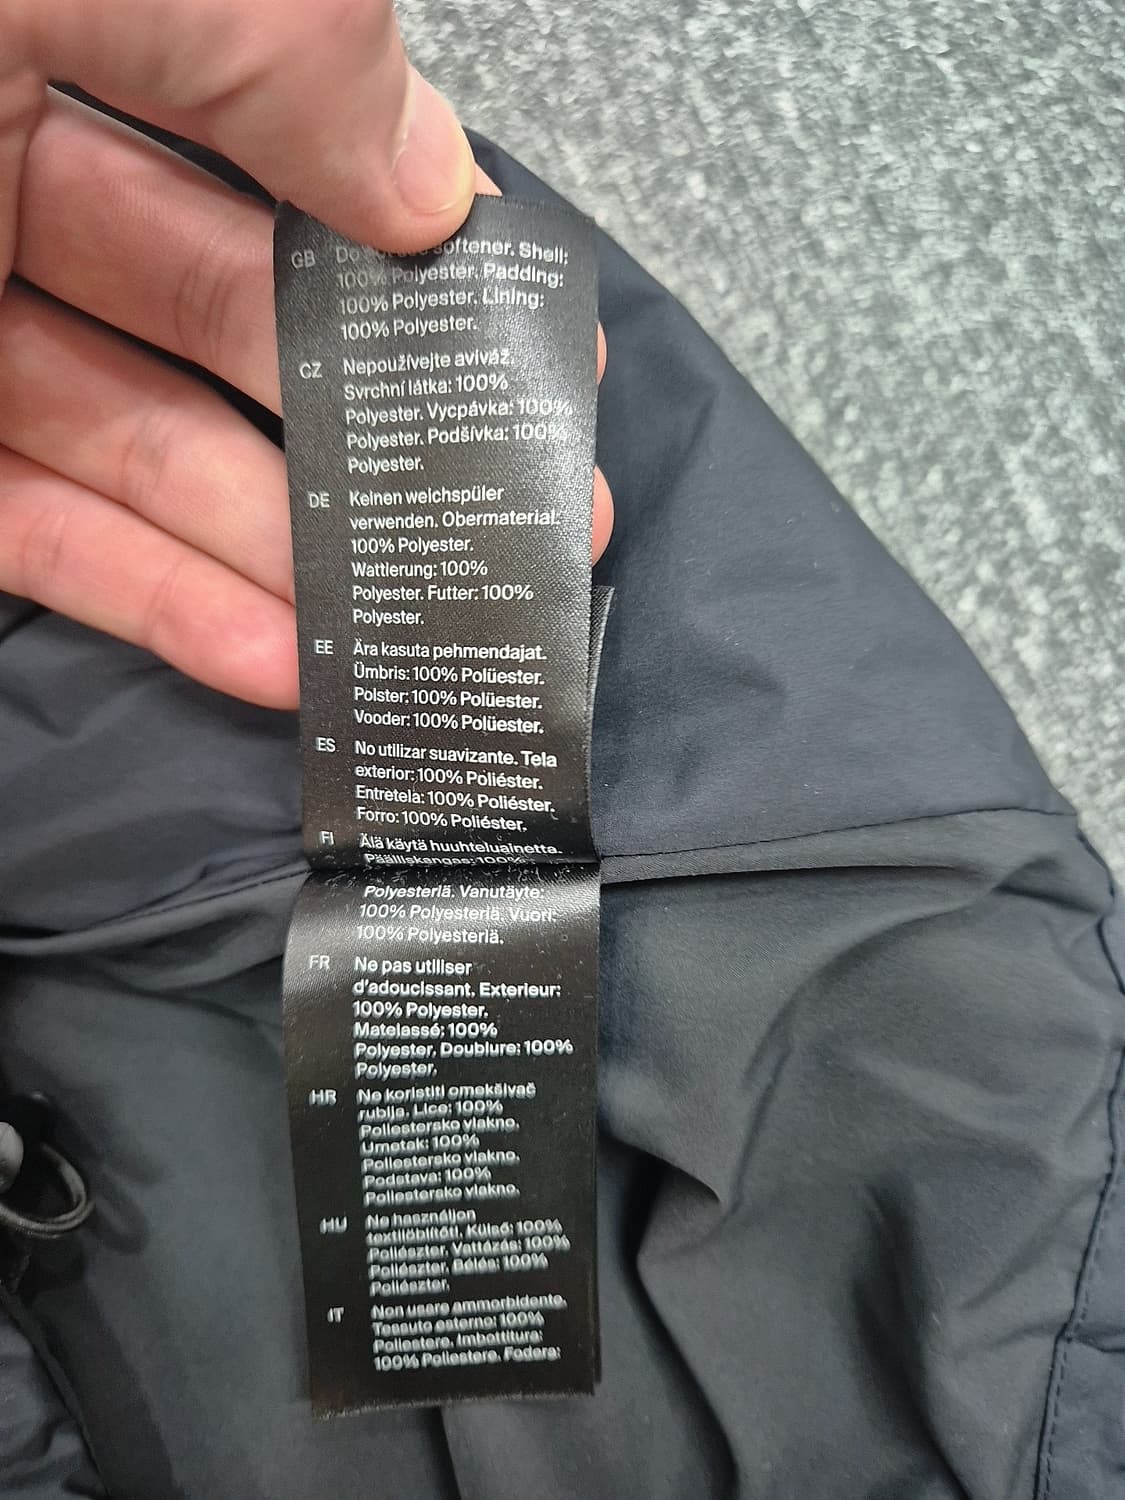 GB Do softener. Shell:
100% Polyester. Padding:
100% Polyester. Lining:
100% Polyester.
CZ Nepoužívejte aviváž.
Svrchní látka: 100%
Polyester. Vycpávka: 100%
Polyester. Podšívka: 100%
Polyester.
DE Keinen weichspüler
verwenden. Obermaterial:
100% Polyester.
Wattierung: 100%
Polyester. Futter: 100%
Polyester.
EE Ära kasuta pehmendajat.
Ümbris: 100% Polüester.
Polster: 100% Polüester.
Vooder: 100% Polüester.
ES No utilizar suavizante. Tela
exterior: 100% Poliéster.
Entretela: 100% Poliéster.
Forro: 100% Poliéster.
FI Älä käytä huuhteluainetta.
Päälliskangas: 100%
Polyesteriä. Vanutäyte:
100% Polyesteriä. Vuori:
100% Polyesteriä.
FR Ne pas utiliser
d'adoucissant. Exterieur:
100% Polyester.
Matelassé: 100%
Polyester, Doublure: 100%
Polyester.
HR Ne koristiti omekšivač
rublja. Lice: 100%
Poliestersko vlakno.
Umetak: 100%
Poliestersko vlakno.
Podstava: 100%
Poliestersko vlakno.
HU Ne használjon
textilöblítőt. Külső: 100%
Poliészter. Vattázás: 100%
Poliészter. Bélés: 100%
Poliészter.
IT Non usare ammorbidente.
Tessuto esterno: 100%
Poliestere. Imbottitura:
100% Poliestere. Fodera: